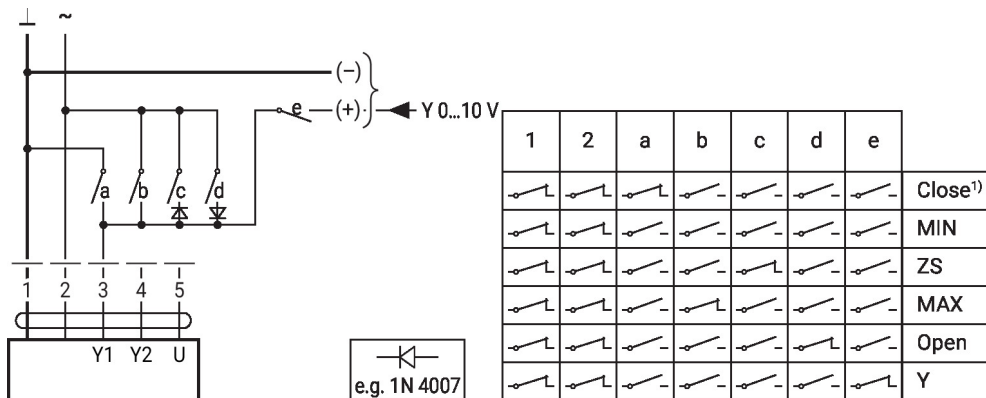 ⊥ ~
(–)
e (+) Y 0...10 V
a b c d
1 2 3 4 5
Y1 Y2 U
e.g. 1N 4007
1 2 a b c d e
Close¹⁾
MIN
ZS
MAX
Open
Y